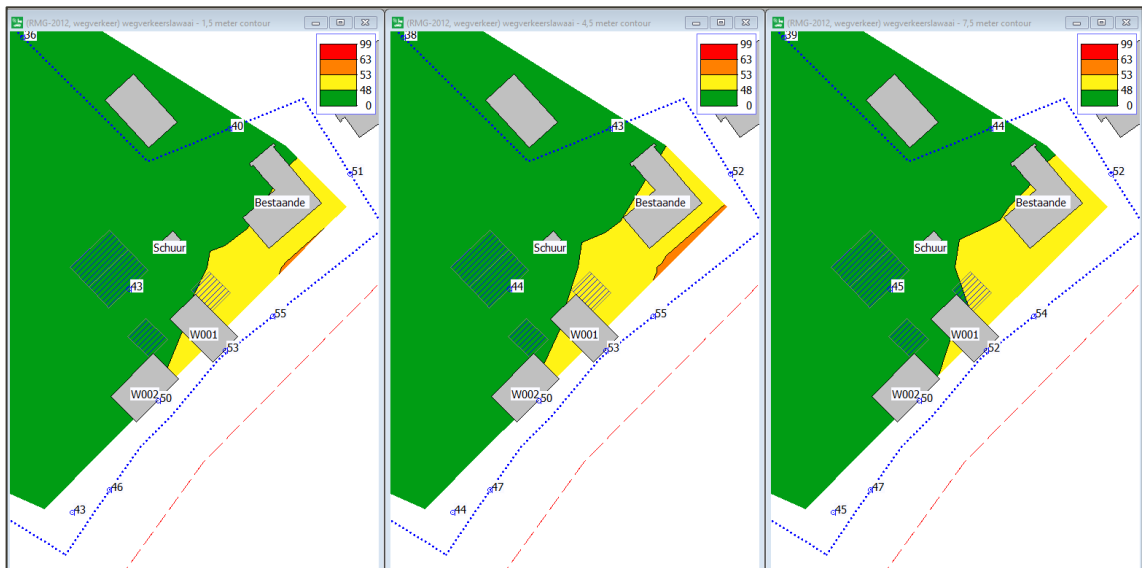 (RMG-2012, wegverkeer) wegverkeerslawaai - 1,5 meter contour
36
99
63
53
48
0
40
51
Bestaande
Schuur
43
55
W001
53
W002
50
46
43
(RMG-2012, wegverkeer) wegverkeerslawaai - 4,5 meter contour
38
99
63
53
48
0
43
52
Bestaande
Schuur
44
55
W001
53
W002
50
47
44
(RMG-2012, wegverkeer) wegverkeerslawaai - 7,5 meter contour
39
99
63
53
48
0
44
52
Bestaande
Schuur
45
54
W001
52
W002
50
47
45